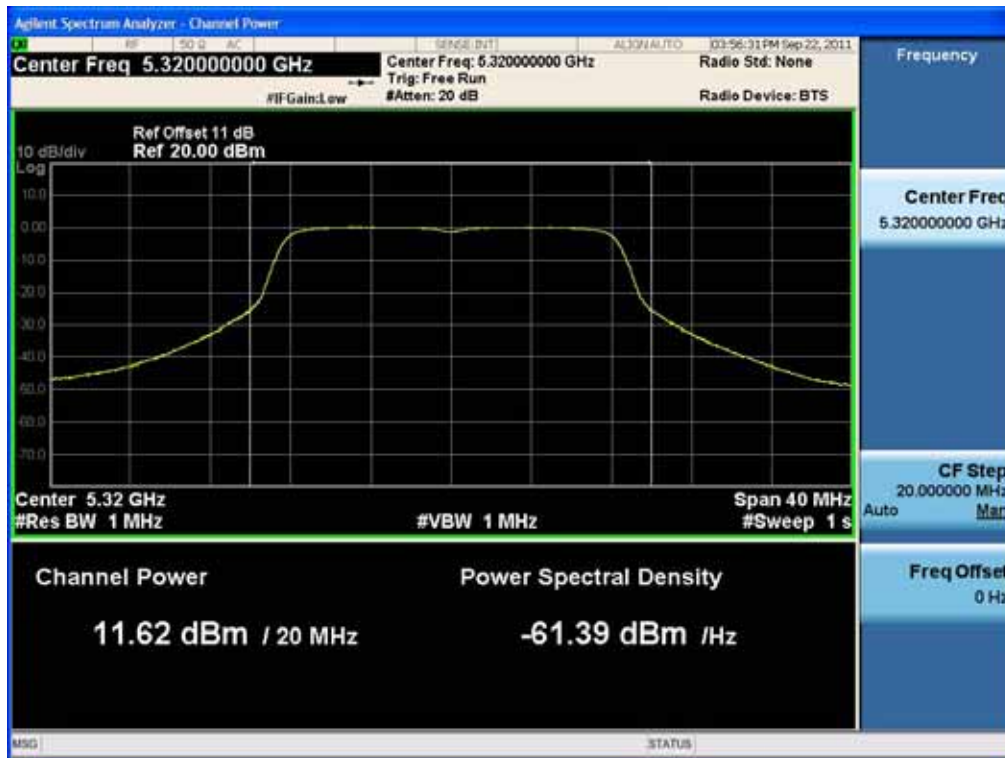 Agilent Spectrum Analyzer - Channel Power
RF 50 Ω AC SENSE:INT ALIGN AUTO 03:56:31 PM Sep 22, 2011
Center Freq 5.320000000 GHz
Center Freq: 5.320000000 GHz
Radio Std: None
Trig: Free Run
#IFGain:Low
#Atten: 20 dB
Radio Device: BTS
Ref Offset 11 dB
10 dB/div Ref 20.00 dBm
Log
10.0
0.00
-10.0
-20.0
-30.0
-40.0
-50.0
-60.0
-70.0
Center 5.32 GHz
Span 40 MHz
#Res BW 1 MHz
#VBW 1 MHz
#Sweep 1 s
Channel Power
Power Spectral Density
11.62 dBm / 20 MHz
-61.39 dBm /Hz
MSG
STATUS
Frequency
Center Freq
5.320000000 GHz
CF Step
20.000000 MHz
Auto Man
Freq Offset
0 Hz